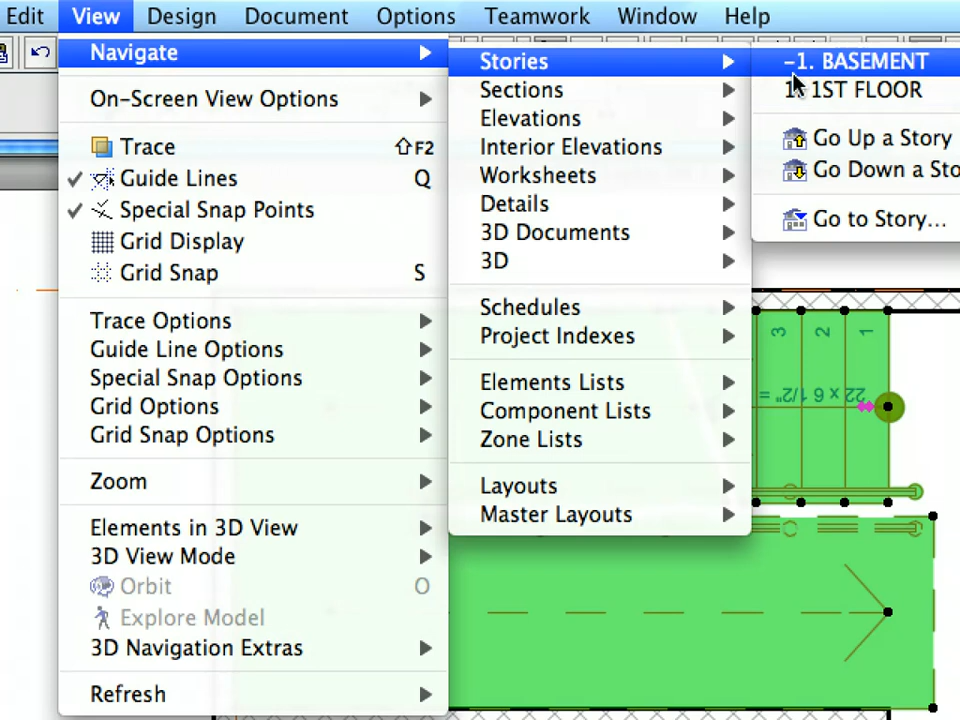 Edit View Design Document Options Teamwork Window Help
Navigate
On-Screen View Options
Trace ⇧F2
Guide Lines Q
Special Snap Points
Grid Display
Grid Snap S
Trace Options
Guide Line Options
Special Snap Options
Grid Options
Grid Snap Options
Zoom
Elements in 3D View
3D View Mode
Orbit O
Explore Model
3D Navigation Extras
Refresh
Stories
Sections
Elevations
Interior Elevations
Worksheets
Details
3D Documents
3D
Schedules
Project Indexes
Elements Lists
Component Lists
Zone Lists
Layouts
Master Layouts
-1. BASEMENT
1. 1ST FLOOR
Go Up a Story
Go Down a Sto
Go to Story...
3 2 1
22 x 6 1/2" =